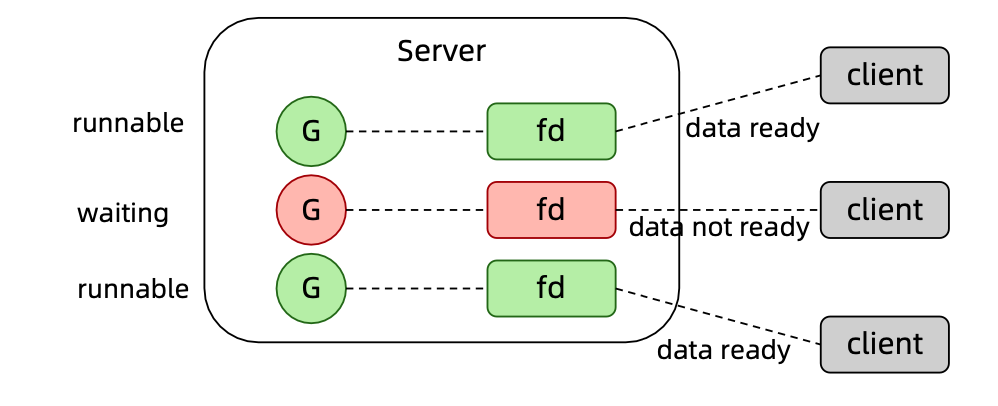 Server
client
runnable
G
fd
data ready
waiting
G
fd
data not ready
client
runnable
G
fd
data ready
client